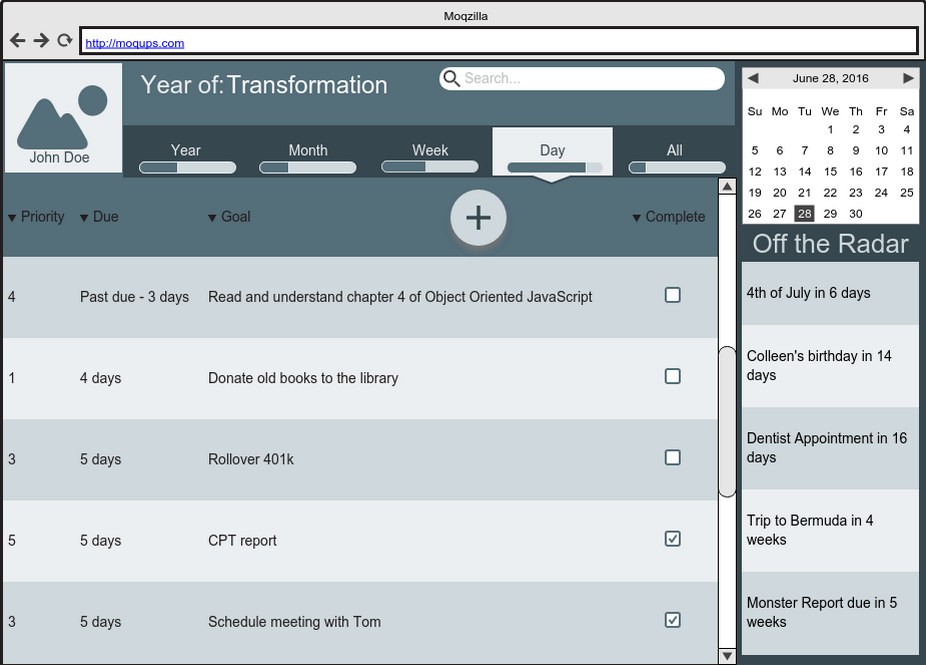 Moqzilla
http://moqups.com
John Doe
Year of: Transformation
Search...
Year Month Week Day All
Priority Due Goal + Complete
4 Past due - 3 days Read and understand chapter 4 of Object Oriented JavaScript
1 4 days Donate old books to the library
3 5 days Rollover 401k
5 5 days CPT report
3 5 days Schedule meeting with Tom
June 28, 2016
Su Mo Tu We Th Fr Sa
1 2 3 4
5 6 7 8 9 10 11
12 13 14 15 16 17 18
19 20 21 22 23 24 25
26 27 28 29 30
Off the Radar
4th of July in 6 days
Colleen's birthday in 14
days
Dentist Appointment in 16
days
Trip to Bermuda in 4
weeks
Monster Report due in 5
weeks